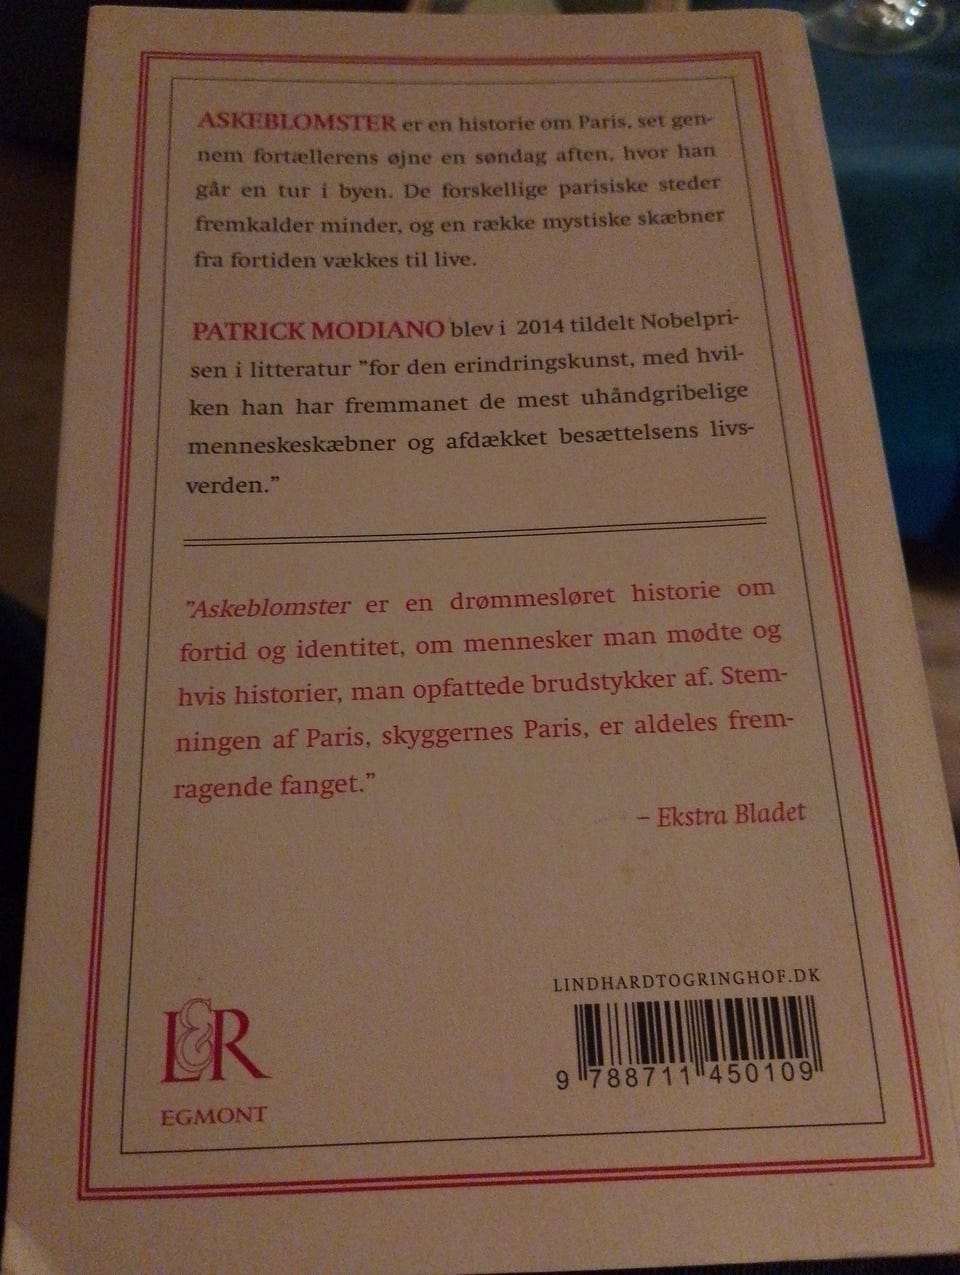 ASKEBLOMSTER er en historie om Paris, set gen-
nem fortællerens øjne en søndag aften, hvor han
går en tur i byen. De forskellige parisiske steder
fremkalder minder, og en række mystiske skæbner
fra fortiden vækkes til live.
PATRICK MODIANO blev i 2014 tildelt Nobelpri-
sen i litteratur ”for den erindringskunst, med hvil-
ken han har fremmanet de mest uhåndgribelige
menneskeskæbner og afdækket besættelsens livs-
verden.”
”Askeblomster er en drømmesløret historie om
fortid og identitet, om mennesker man mødte og
hvis historier, man opfattede brudstykker af. Stem-
ningen af Paris, skyggernes Paris, er aldeles frem-
ragende fanget.”
– Ekstra Bladet
L&R
EGMONT
LINDHARDTOGRINGHOF.DK
9 788711 450109